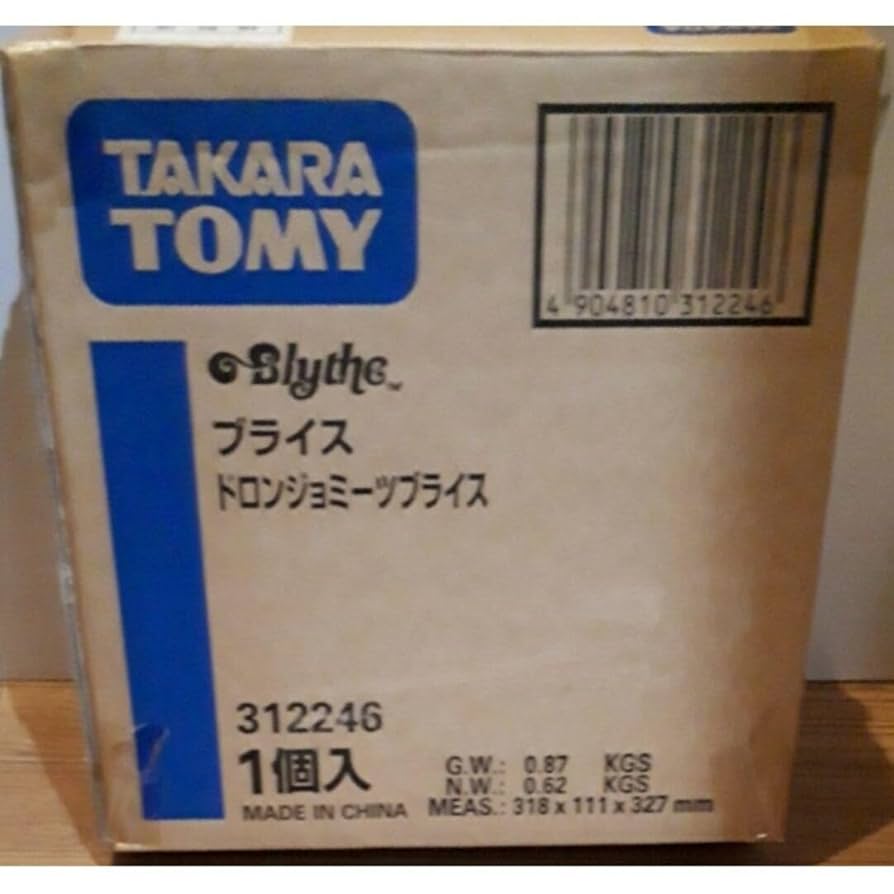 TAKARA
TOMY
4 904810 312246
Blythe™
ブライス
ドロンジョミーツブライス
312246
1個入
G.W.: 0.87 KGS
N.W.: 0.62 KGS
MADE IN CHINA
MEAS.: 318 x 111 x 327 mm